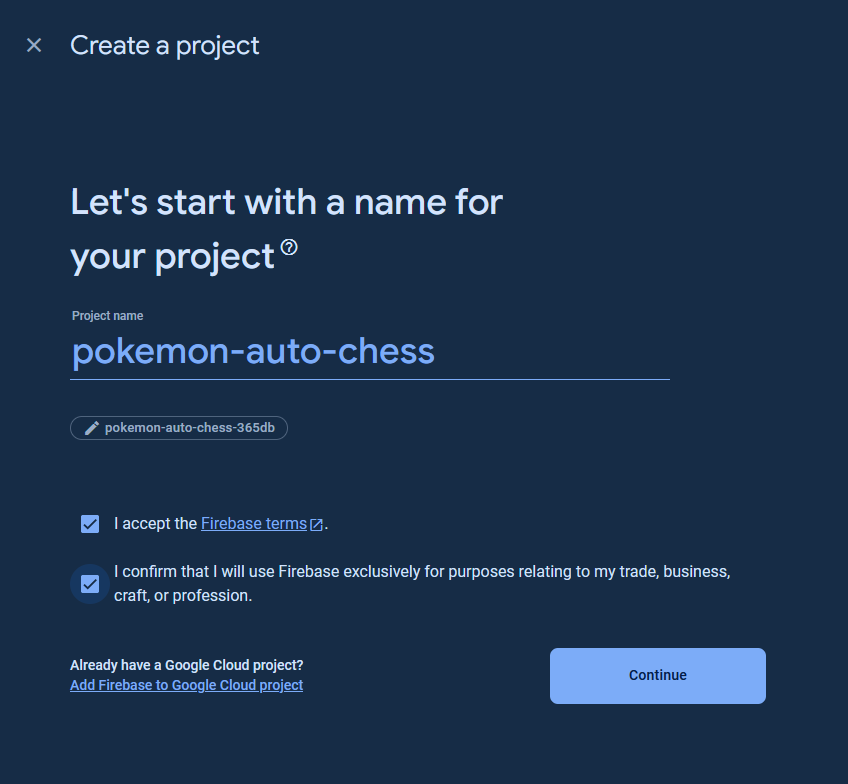 Create a project
Let's start with a name for
your project
Project name
pokemon-auto-chess
pokemon-auto-chess-365db
I accept the Firebase terms.
I confirm that I will use Firebase exclusively for purposes relating to my trade, business,
craft, or profession.
Already have a Google Cloud project?
Add Firebase to Google Cloud project
Continue